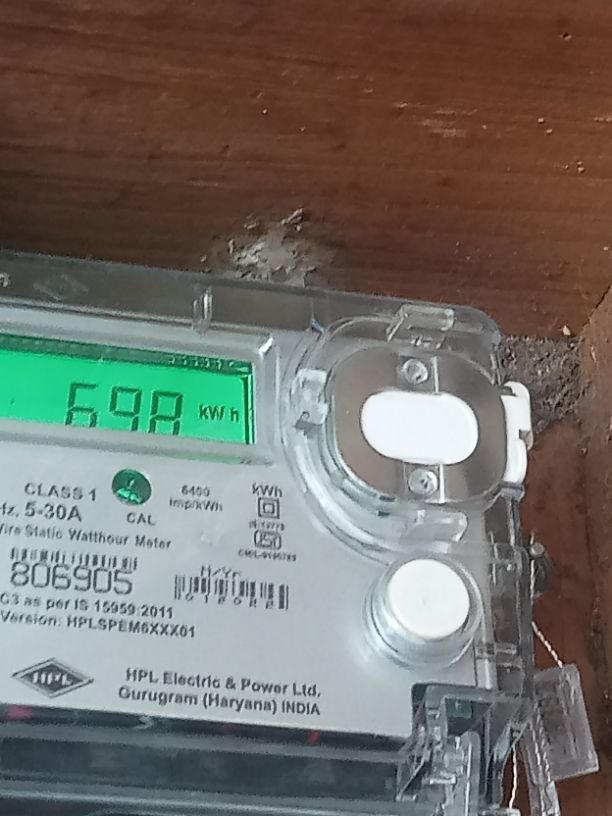 698 kWh
CLASS 1
6400
imp/kWh
kWh
Hz, 5-30A
CAL
Wire Static Watthour Meter
806905
M/Yr.
C3 as per IS 15959:2011
Version: HPLSPEM6XXX01
HPL
HPL Electric & Power Ltd.
Gurugram (Haryana) INDIA